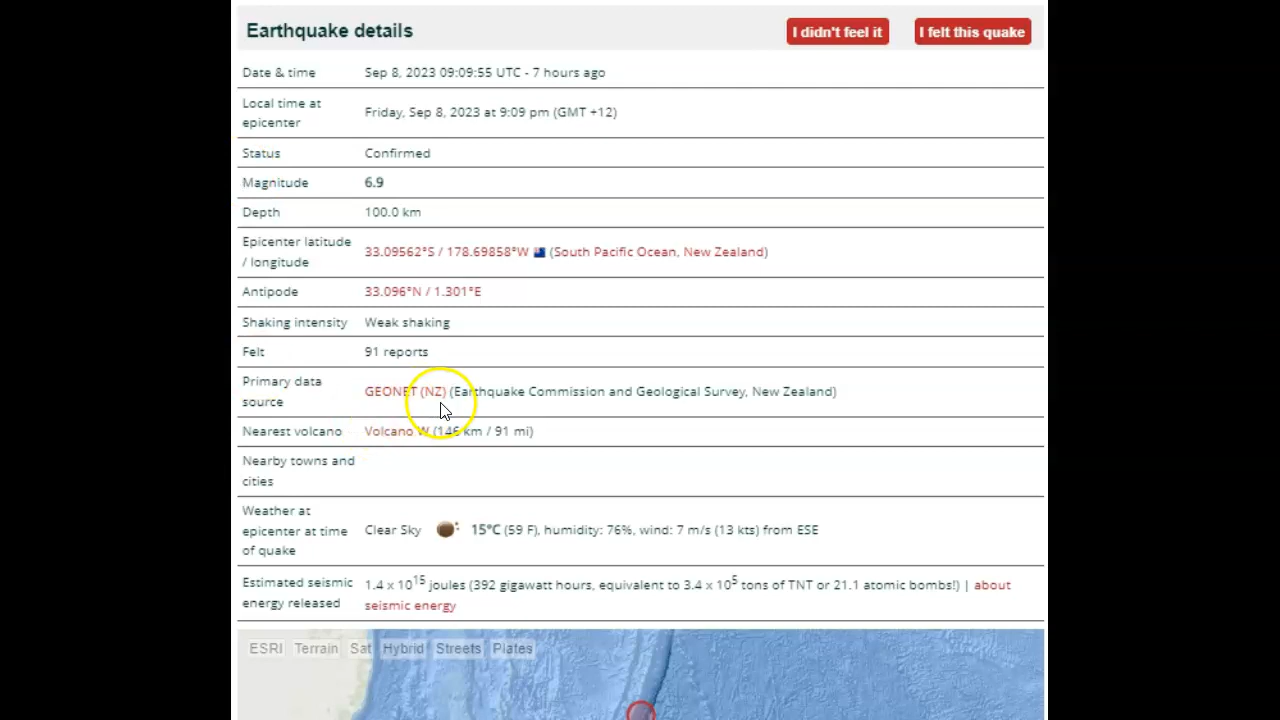 Earthquake details
I didn't feel it
I felt this quake
Date & time
Sep 8, 2023 09:09:55 UTC - 7 hours ago
Local time at
epicenter
Friday, Sep 8, 2023 at 9:09 pm (GMT +12)
Status
Confirmed
Magnitude
6.9
Depth
100.0 km
Epicenter latitude
/ longitude
33.09562°S / 178.69858°W (South Pacific Ocean, New Zealand)
Antipode
33.096°N / 1.301°E
Shaking intensity
Weak shaking
Felt
91 reports
Primary data
source
GEONET (NZ) (Earthquake Commission and Geological Survey, New Zealand)
Nearest volcano
Volcano W (146 km / 91 mi)
Nearby towns and
cities
Weather at
epicenter at time
of quake
Clear Sky 15°C (59 F), humidity: 76%, wind: 7 m/s (13 kts) from ESE
Estimated seismic
energy released
1.4 x 10¹⁵ joules (392 gigawatt hours, equivalent to 3.4 x 10⁵ tons of TNT or 21.1 atomic bombs!) | about
seismic energy
ESRI Terrain Sat Hybrid Streets Plates